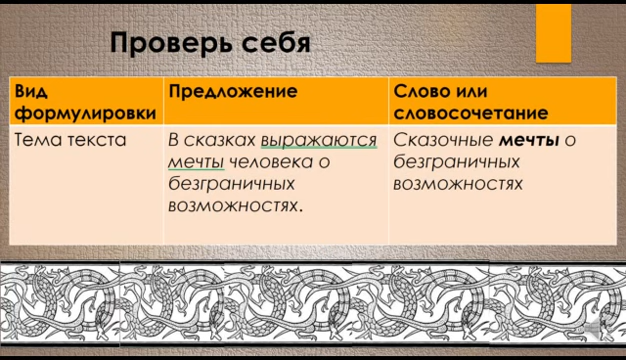 Проверь себя
Вид
формулировки
Предложение
Слово или
словосочетание
Тема текста
В сказках выражаются
мечты человека о
безграничных
возможностях.
Сказочные мечты о
безграничных
возможностях